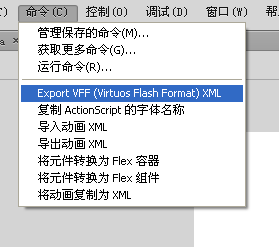 命令(C) 控制(O) 调试(D) 窗口(W)
管理保存的命令(M)...
获取更多命令(G)...
运行命令(R)...
Export VFF (Virtuos Flash Format) XML
复制 ActionScript 的字体名称
导入动画 XML
导出动画 XML
将元件转换为 Flex 容器
将元件转换为 Flex 组件
将动画复制为 XML